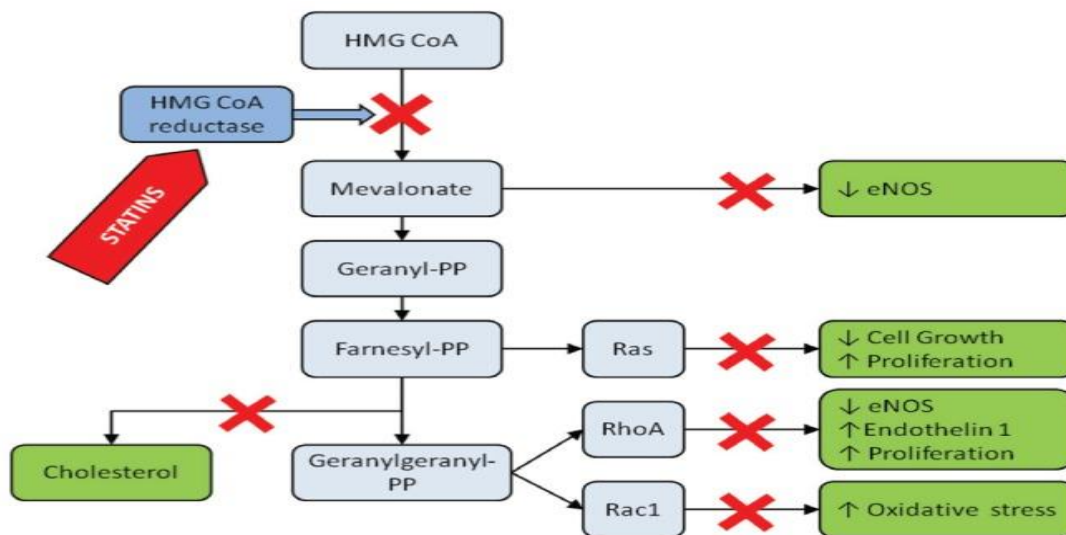 HMG CoA
HMG CoA
reductase
STATINS
Mevalonate
↓ eNOS
Geranyl-PP
Farnesyl-PP
Ras
↓ Cell Growth
↑ Proliferation
Cholesterol
Geranylgeranyl-
PP
RhoA
↓ eNOS
↑ Endothelin 1
↑ Proliferation
Rac1
↑ Oxidative stress